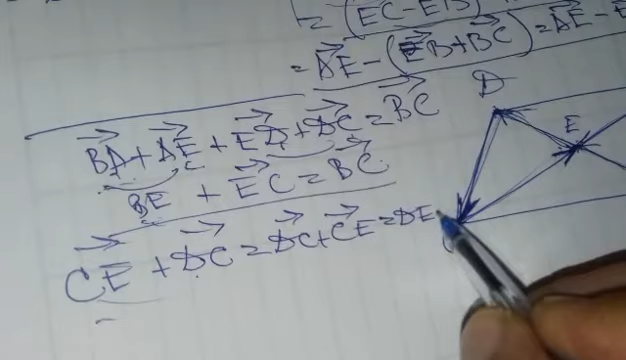 = (EC⃗ - EB⃗
= AE⃗ - (EB⃗ + BC⃗) = AE⃗ -
BA⃗ + AE⃗ + ED⃗ + DC⃗ = BC⃗
BE⃗ + EC⃗ = BC⃗
CE⃗ + DC⃗ = DC⃗ + CE⃗ = DE
D
E